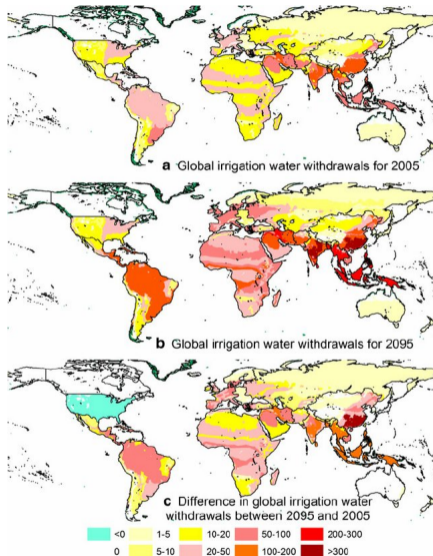 a Global irrigation water withdrawals for 2005
b Global irrigation water withdrawals for 2095
c Difference in global irrigation water
withdrawals between 2095 and 2005
<0 1-5 10-20 50-100 200-300
0 5-10 20-50 100-200 >300